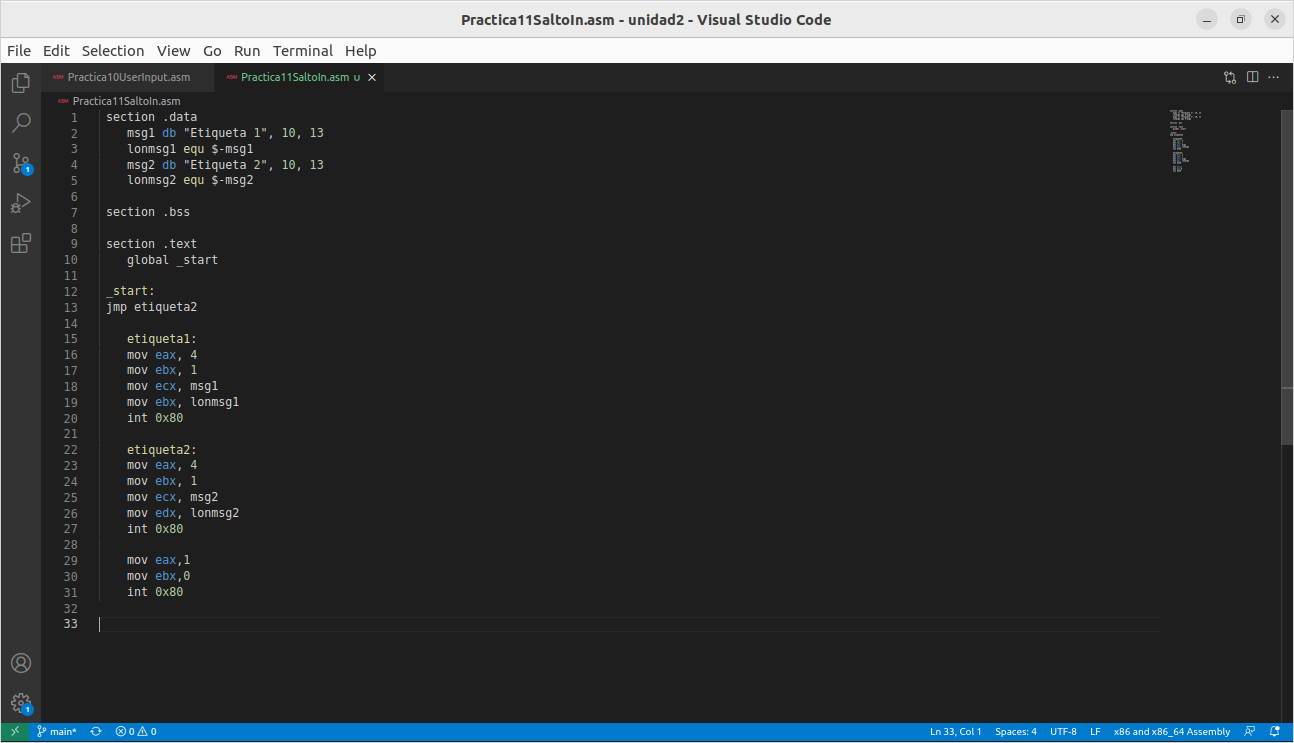 Practica11SaltoIn.asm - unidad2 - Visual Studio Code
File Edit Selection View Go Run Terminal Help
ASM Practica10UserInput.asm ASM Practica11SaltoIn.asm U
ASM Practica11SaltoIn.asm
1 section .data
2 msg1 db "Etiqueta 1", 10, 13
3 lonmsg1 equ $-msg1
4 msg2 db "Etiqueta 2", 10, 13
5 lonmsg2 equ $-msg2
6
7 section .bss
8
9 section .text
10 global _start
11
12 _start:
13 jmp etiqueta2
14
15 etiqueta1:
16 mov eax, 4
17 mov ebx, 1
18 mov ecx, msg1
19 mov ebx, lonmsg1
20 int 0x80
21
22 etiqueta2:
23 mov eax, 4
24 mov ebx, 1
25 mov ecx, msg2
26 mov edx, lonmsg2
27 int 0x80
28
29 mov eax,1
30 mov ebx,0
31 int 0x80
32
33
1
1
main* 0 0 Ln 33, Col 1 Spaces: 4 UTF-8 LF x86 and x86_64 Assembly